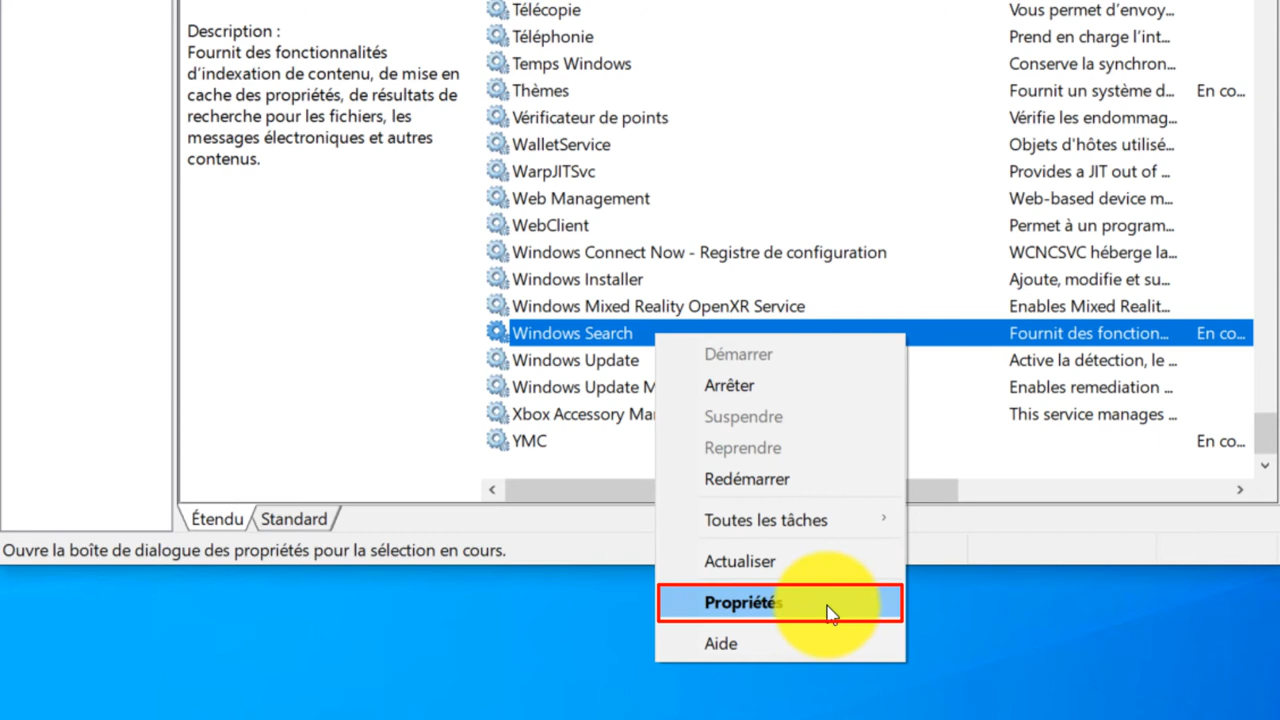 Description :
Fournit des fonctionnalités
d'indexation de contenu, de mise en
cache des propriétés, de résultats de
recherche pour les fichiers, les
messages électroniques et autres
contenus.
Télécopie Vous permet d'envoy...
Téléphonie Prend en charge l'int...
Temps Windows Conserve la synchron...
Thèmes Fournit un système d... En co...
Vérificateur de points Vérifie les endommag...
WalletService Objets d'hôtes utilisé...
WarpJITSvc Provides a JIT out of ...
Web Management Web-based device m...
WebClient Permet à un program...
Windows Connect Now - Registre de configuration WCNCSVC héberge la...
Windows Installer Ajoute, modifie et su...
Windows Mixed Reality OpenXR Service Enables Mixed Realit...
Windows Search Fournit des fonction... En co...
Windows Update Active la détection, le ...
Windows Update M Enables remediation ...
Xbox Accessory Ma This service manages ...
YMC En co...
Démarrer
Arrêter
Suspendre
Reprendre
Redémarrer
Toutes les tâches
Actualiser
Propriétés
Aide
Étendu Standard
Ouvre la boîte de dialogue des propriétés pour la sélection en cours.